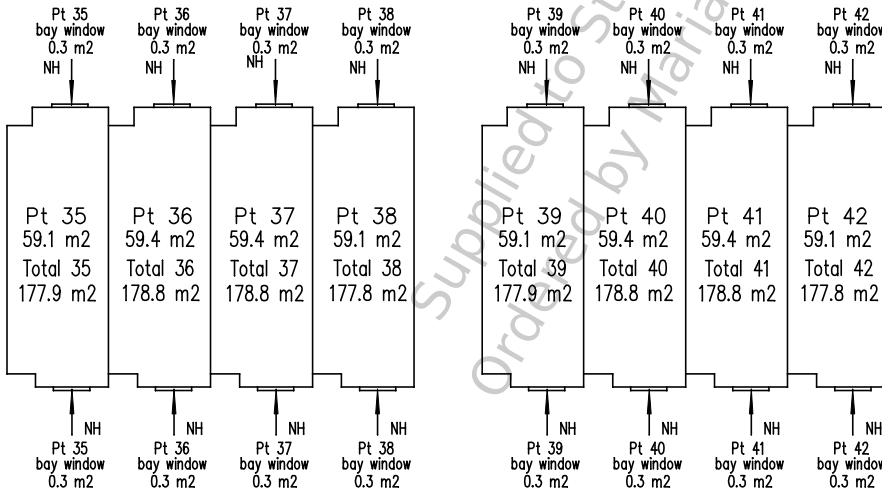 Pt 35
bay window
0.3 m2
NH
Pt 36
bay window
0.3 m2
NH
Pt 37
bay window
0.3 m2
NH
Pt 38
bay window
0.3 m2
NH
Pt 39
bay window
0.3 m2
NH
Pt 40
bay window
0.3 m2
NH
Pt 41
bay window
0.3 m2
NH
Pt 42
bay window
0.3 m2
NH
Pt 35
59.1 m2
Total 35
177.9 m2
Pt 36
59.4 m2
Total 36
178.8 m2
Pt 37
59.4 m2
Total 37
178.8 m2
Pt 38
59.1 m2
Total 38
177.8 m2
Pt 39
59.1 m2
Total 39
177.9 m2
Pt 40
59.4 m2
Total 40
178.8 m2
Pt 41
59.4 m2
Total 41
178.8 m2
Pt 42
59.1 m2
Total 42
177.8 m2
NH
Pt 35
bay window
0.3 m2
NH
Pt 36
bay window
0.3 m2
NH
Pt 37
bay window
0.3 m2
NH
Pt 38
bay window
0.3 m2
NH
Pt 39
bay window
0.3 m2
NH
Pt 40
bay window
0.3 m2
NH
Pt 41
bay window
0.3 m2
NH
Pt 42
bay window
0.3 m2
Supplied to
Ordered by